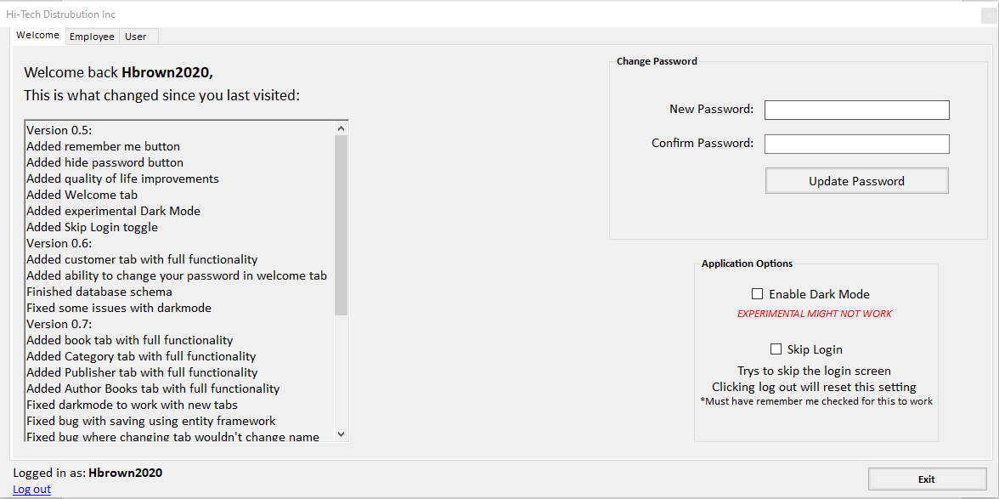 Hi-Tech Distrubution Inc
Welcome Employee User
Welcome back Hbrown2020,
This is what changed since you last visited:
Version 0.5:
Added remember me button
Added hide password button
Added quality of life improvements
Added Welcome tab
Added experimental Dark Mode
Added Skip Login toggle
Version 0.6:
Added customer tab with full functionality
Added ability to change your password in welcome tab
Finished database schema
Fixed some issues with darkmode
Version 0.7:
Added book tab with full functionality
Added Category tab with full functionality
Added Publisher tab with full functionality
Added Author Books tab with full functionality
Fixed darkmode to work with new tabs
Fixed bug with saving using entity framework
Fixed bug where changing tab wouldn't change name
Change Password
New Password:
Confirm Password:
Update Password
Application Options
Enable Dark Mode
EXPERIMENTAL MIGHT NOT WORK
Skip Login
Trys to skip the login screen
Clicking log out will reset this setting
*Must have remember me checked for this to work
Logged in as: Hbrown2020
Log out
Exit